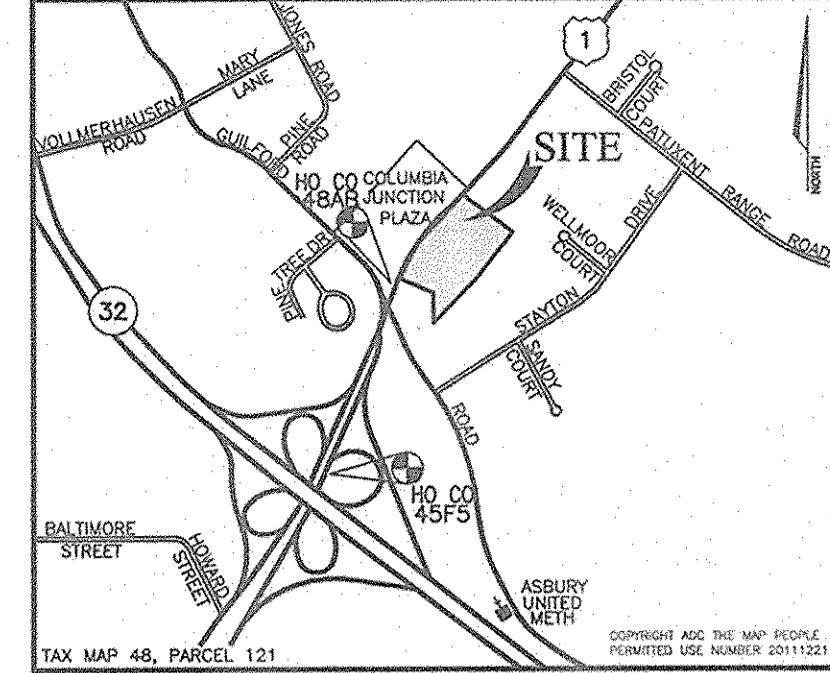 1
JONES ROAD
MARY
LANE
VOLLMERHAUSEN
ROAD
GUILFORD
PINE
ROAD
BRISTOL
COURT
PATUXENT RANGE ROAD
SITE
NORTH
HO CO
48AB
COLUMBIA
JUNCTION
PLAZA
PINE TREE DR
WELLMOOR
COURT
DRIVE
STAYTON
SANDY
COURT
32
ROAD
HO CO
45F5
BALTIMORE
STREET
HOWARD
STREET
ASBURY
UNITED
METH
TAX MAP 48, PARCEL 121
COPYRIGHT ADC THE MAP PEOPLE
PERMITTED USE NUMBER 20111221